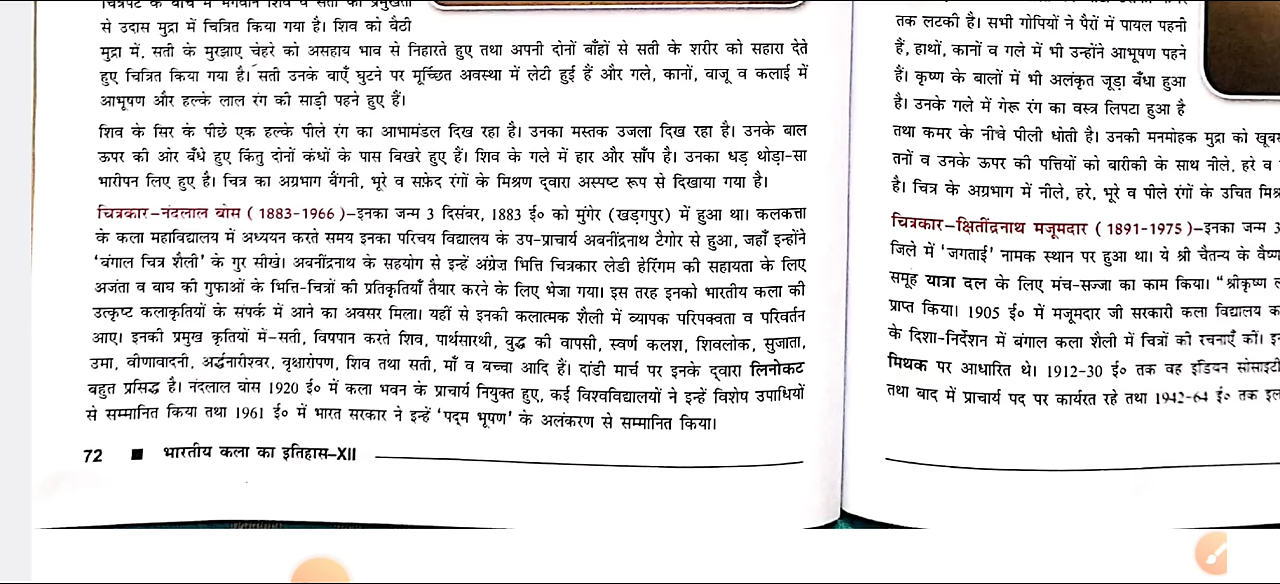 से उदास मुद्रा में चित्रित किया गया है। शिव को बैठी
मुद्रा में, सती के मुरझाए चेहरे को असहाय भाव से निहारते हुए तथा अपनी दोनों बाँहों से सती के शरीर को सहारा देते
हुए चित्रित किया गया है। सती उनके बाएँ घुटने पर मूर्च्छित अवस्था में लेटी हुई हैं और गले, कानों, बाजू व कलाई में
आभूषण और हल्के लाल रंग की साड़ी पहने हुए हैं।
शिव के सिर के पीछे एक हल्के पीले रंग का आभामंडल दिख रहा है। उनका मस्तक उजला दिख रहा है। उनके बाल
ऊपर की ओर बँधे हुए किंतु दोनों कंधों के पास बिखरे हुए हैं। शिव के गले में हार और साँप है। उनका धड़ थोड़ा-सा
भारीपन लिए हुए है। चित्र का अग्रभाग बैंगनी, भूरे व सफ़ेद रंगों के मिश्रण द्वारा अस्पष्ट रूप से दिखाया गया है।
चित्रकार–नंदलाल बोस ( 1883-1966 )–इनका जन्म 3 दिसंबर, 1883 ई० को मुंगेर (खड़गपुर) में हुआ था। कलकत्ता
के कला महाविद्यालय में अध्ययन करते समय इनका परिचय विद्यालय के उप-प्राचार्य अबनींद्रनाथ टैगोर से हुआ, जहाँ इन्होंने
'बंगाल चित्र शैली' के गुर सीखे। अबनींद्रनाथ के सहयोग से इन्हें अंग्रेज़ भित्ति चित्रकार लेडी हेरिंगम की सहायता के लिए
अजंता व बाघ की गुफाओं के भित्ति-चित्रों की प्रतिकृतियाँ तैयार करने के लिए भेजा गया। इस तरह इनको भारतीय कला की
उत्कृष्ट कलाकृतियों के संपर्क में आने का अवसर मिला। यहीं से इनकी कलात्मक शैली में व्यापक परिपक्वता व परिवर्तन
आए। इनकी प्रमुख कृतियों में–सती, विषपान करते शिव, पार्थसारथी, बुद्ध की वापसी, स्वर्ण कलश, शिवलोक, सुजाता,
उमा, वीणावादनी, अर्द्धनारीश्वर, वृक्षारोपण, शिव तथा सती, माँ व बच्चा आदि हैं। दांडी मार्च पर इनके द्वारा लिनोकट
बहुत प्रसिद्ध है। नंदलाल बोस 1920 ई० में कला भवन के प्राचार्य नियुक्त हुए, कई विश्वविद्यालयों ने इन्हें विशेष उपाधियों
से सम्मानित किया तथा 1961 ई० में भारत सरकार ने इन्हें 'पद्म भूषण' के अलंकरण से सम्मानित किया।
72 ■ भारतीय कला का इतिहास–XII
तक लटकी है। सभी गोपियों ने पैरों में पायल पहनी
हैं, हाथों, कानों व गले में भी उन्होंने आभूषण पहने
हैं। कृष्ण के बालों में भी अलंकृत जूड़ा बँधा हुआ
है। उनके गले में गेरू रंग का वस्त्र लिपटा हुआ है
तथा कमर के नीचे पीली धोती है। उनकी मनमोहक मुद्रा को
तनों व उनके ऊपर की पत्तियों को बारीकी के साथ नीले, हरे व
है। चित्र के अग्रभाग में नीले, हरे, भूरे व पीले रंगों के उचित
चित्रकार–क्षितींद्रनाथ मजूमदार ( 1891-1975 )–इनका जन्म 3
जिले में 'जगताई' नामक स्थान पर हुआ था। ये श्री चैतन्य के
समूह यात्रा दल के लिए मंच-सज्जा का काम किया। "श्रीकृष्ण
प्राप्त किया। 1905 ई० में मजूमदार जी सरकारी कला विद्यालय
के दिशा-निर्देशन में बंगाल कला शैली में चित्रों की रचनाएँ कीं।
मिथक पर आधारित थे। 1912-30 ई० तक वह इंडियन सोसाइटी
तथा बाद में प्राचार्य पद पर कार्यरत रहे तथा 1942-64 ई० तक